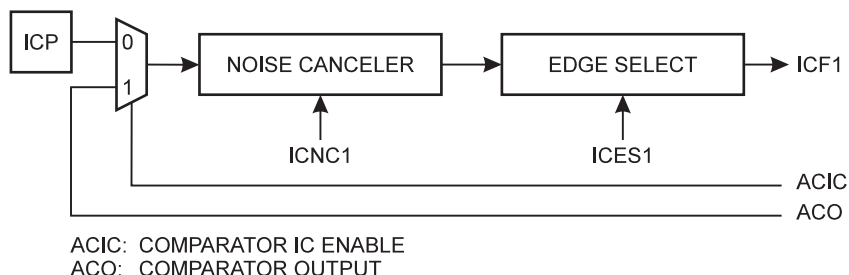 ICP
0
1
NOISE CANCELER
EDGE SELECT
ICF1
ICNC1
ICES1
ACIC
ACO
ACIC: COMPARATOR IC ENABLE
ACO: COMPARATOR OUTPUT